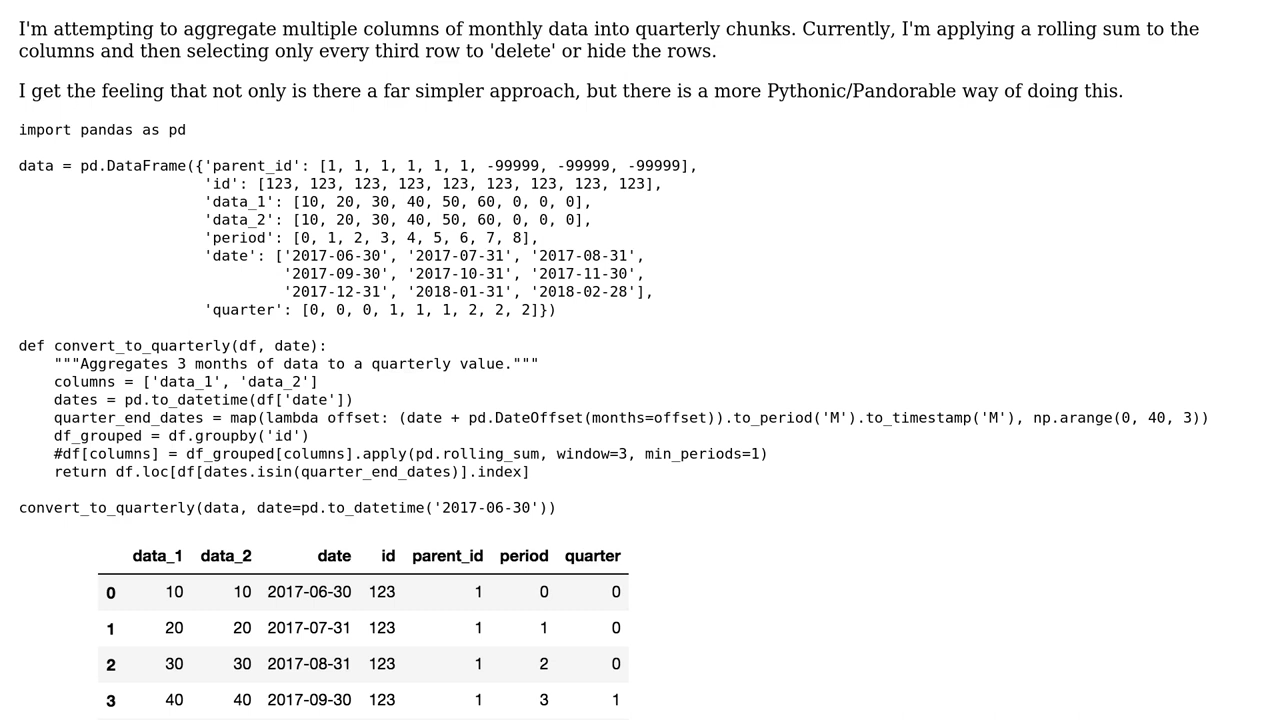 I'm attempting to aggregate multiple columns of monthly data into quarterly chunks. Currently, I'm applying a rolling sum to the
columns and then selecting only every third row to 'delete' or hide the rows.
I get the feeling that not only is there a far simpler approach, but there is a more Pythonic/Pandorable way of doing this.
import pandas as pd
data = pd.DataFrame({'parent_id': [1, 1, 1, 1, 1, 1, -99999, -99999, -99999],
                     'id': [123, 123, 123, 123, 123, 123, 123, 123, 123],
                     'data_1': [10, 20, 30, 40, 50, 60, 0, 0, 0],
                     'data_2': [10, 20, 30, 40, 50, 60, 0, 0, 0],
                     'period': [0, 1, 2, 3, 4, 5, 6, 7, 8],
                     'date': ['2017-06-30', '2017-07-31', '2017-08-31',
                              '2017-09-30', '2017-10-31', '2017-11-30',
                              '2017-12-31', '2018-01-31', '2018-02-28'],
                     'quarter': [0, 0, 0, 1, 1, 1, 2, 2, 2]})
def convert_to_quarterly(df, date):
    """Aggregates 3 months of data to a quarterly value."""
    columns = ['data_1', 'data_2']
    dates = pd.to_datetime(df['date'])
    quarter_end_dates = map(lambda offset: (date + pd.DateOffset(months=offset)).to_period('M').to_timestamp('M'), np.arange(0, 40, 3))
    df_grouped = df.groupby('id')
    #df[columns] = df_grouped[columns].apply(pd.rolling_sum, window=3, min_periods=1)
    return df.loc[df[dates.isin(quarter_end_dates)].index]
convert_to_quarterly(data, date=pd.to_datetime('2017-06-30'))
data_1 data_2 date id parent_id period quarter
0 10 10 2017-06-30 123 1 0 0
1 20 20 2017-07-31 123 1 1 0
2 30 30 2017-08-31 123 1 2 0
3 40 40 2017-09-30 123 1 3 1